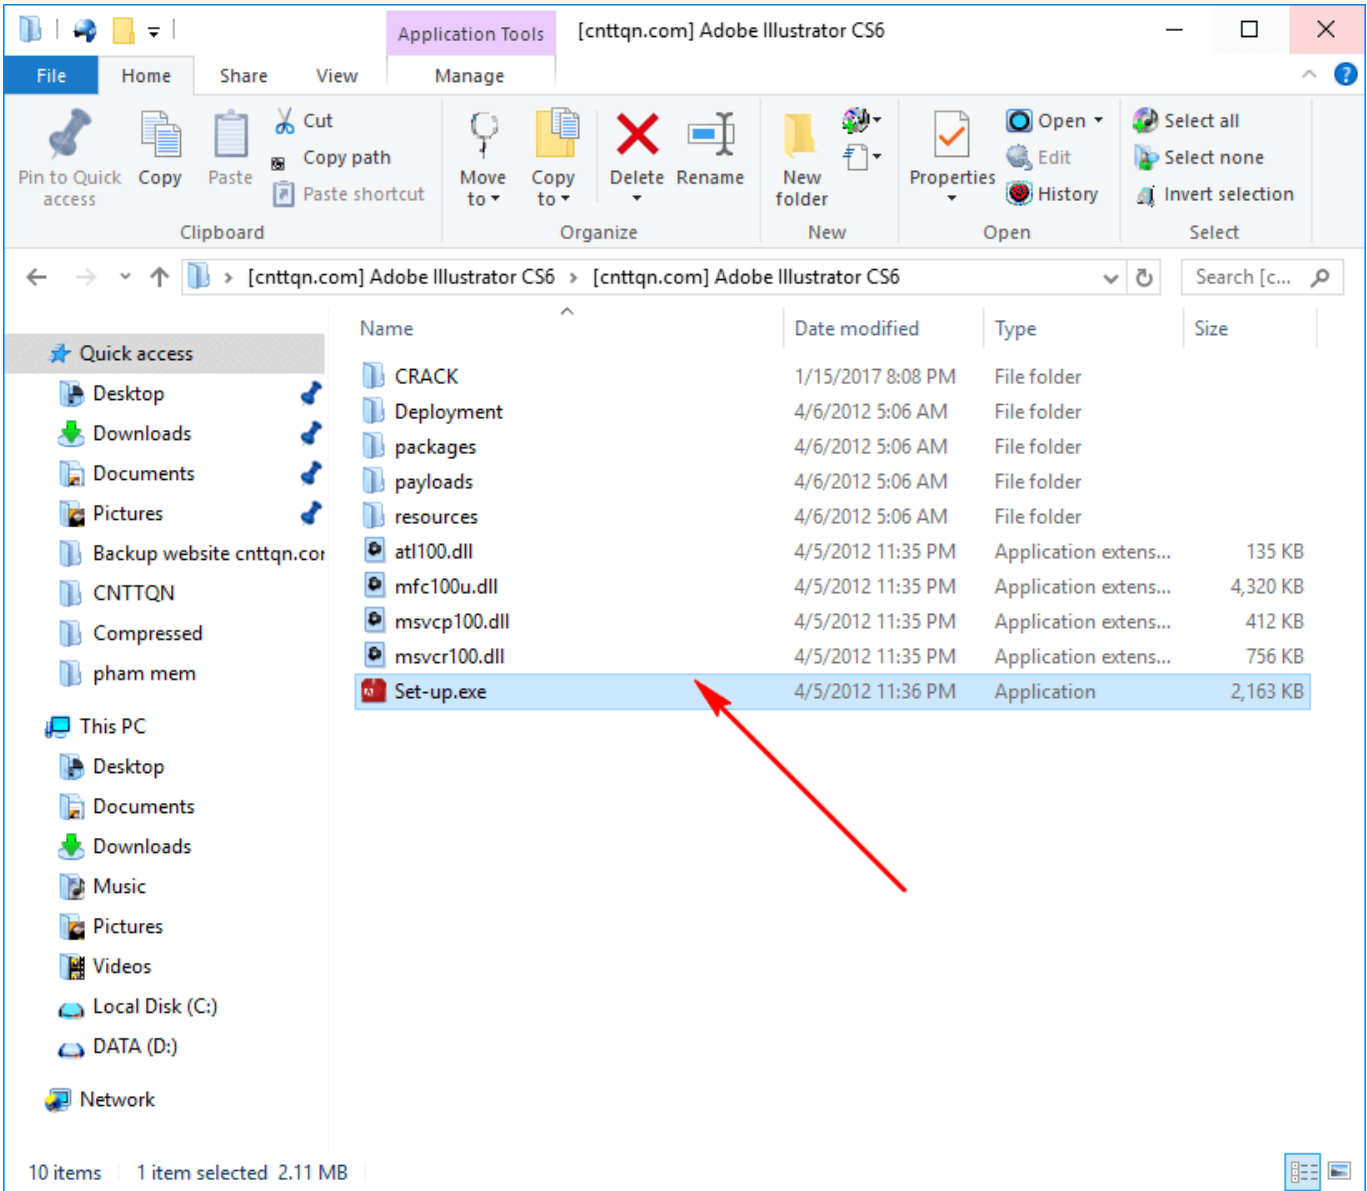 Application Tools [cnttqn.com] Adobe Illustrator CS6
File Home Share View Manage
Pin to Quick access
Copy
Paste
Cut
Copy path
Paste shortcut
Clipboard
Move to
Copy to
Delete
Rename
Organize
New folder
New
Properties
Open
Edit
History
Open
Select all
Select none
Invert selection
Select
[cnttqn.com] Adobe Illustrator CS6 › [cnttqn.com] Adobe Illustrator CS6
Search [c...
Quick access
Desktop
Downloads
Documents
Pictures
Backup website cnttqn.cor
CNTTQN
Compressed
pham mem
This PC
Desktop
Documents
Downloads
Music
Pictures
Videos
Local Disk (C:)
DATA (D:)
Network
Name Date modified Type Size
CRACK 1/15/2017 8:08 PM File folder
Deployment 4/6/2012 5:06 AM File folder
packages 4/6/2012 5:06 AM File folder
payloads 4/6/2012 5:06 AM File folder
resources 4/6/2012 5:06 AM File folder
atl100.dll 4/5/2012 11:35 PM Application extens... 135 KB
mfc100u.dll 4/5/2012 11:35 PM Application extens... 4,320 KB
msvcp100.dll 4/5/2012 11:35 PM Application extens... 412 KB
msvcr100.dll 4/5/2012 11:35 PM Application extens... 756 KB
Set-up.exe 4/5/2012 11:36 PM Application 2,163 KB
10 items 1 item selected 2.11 MB